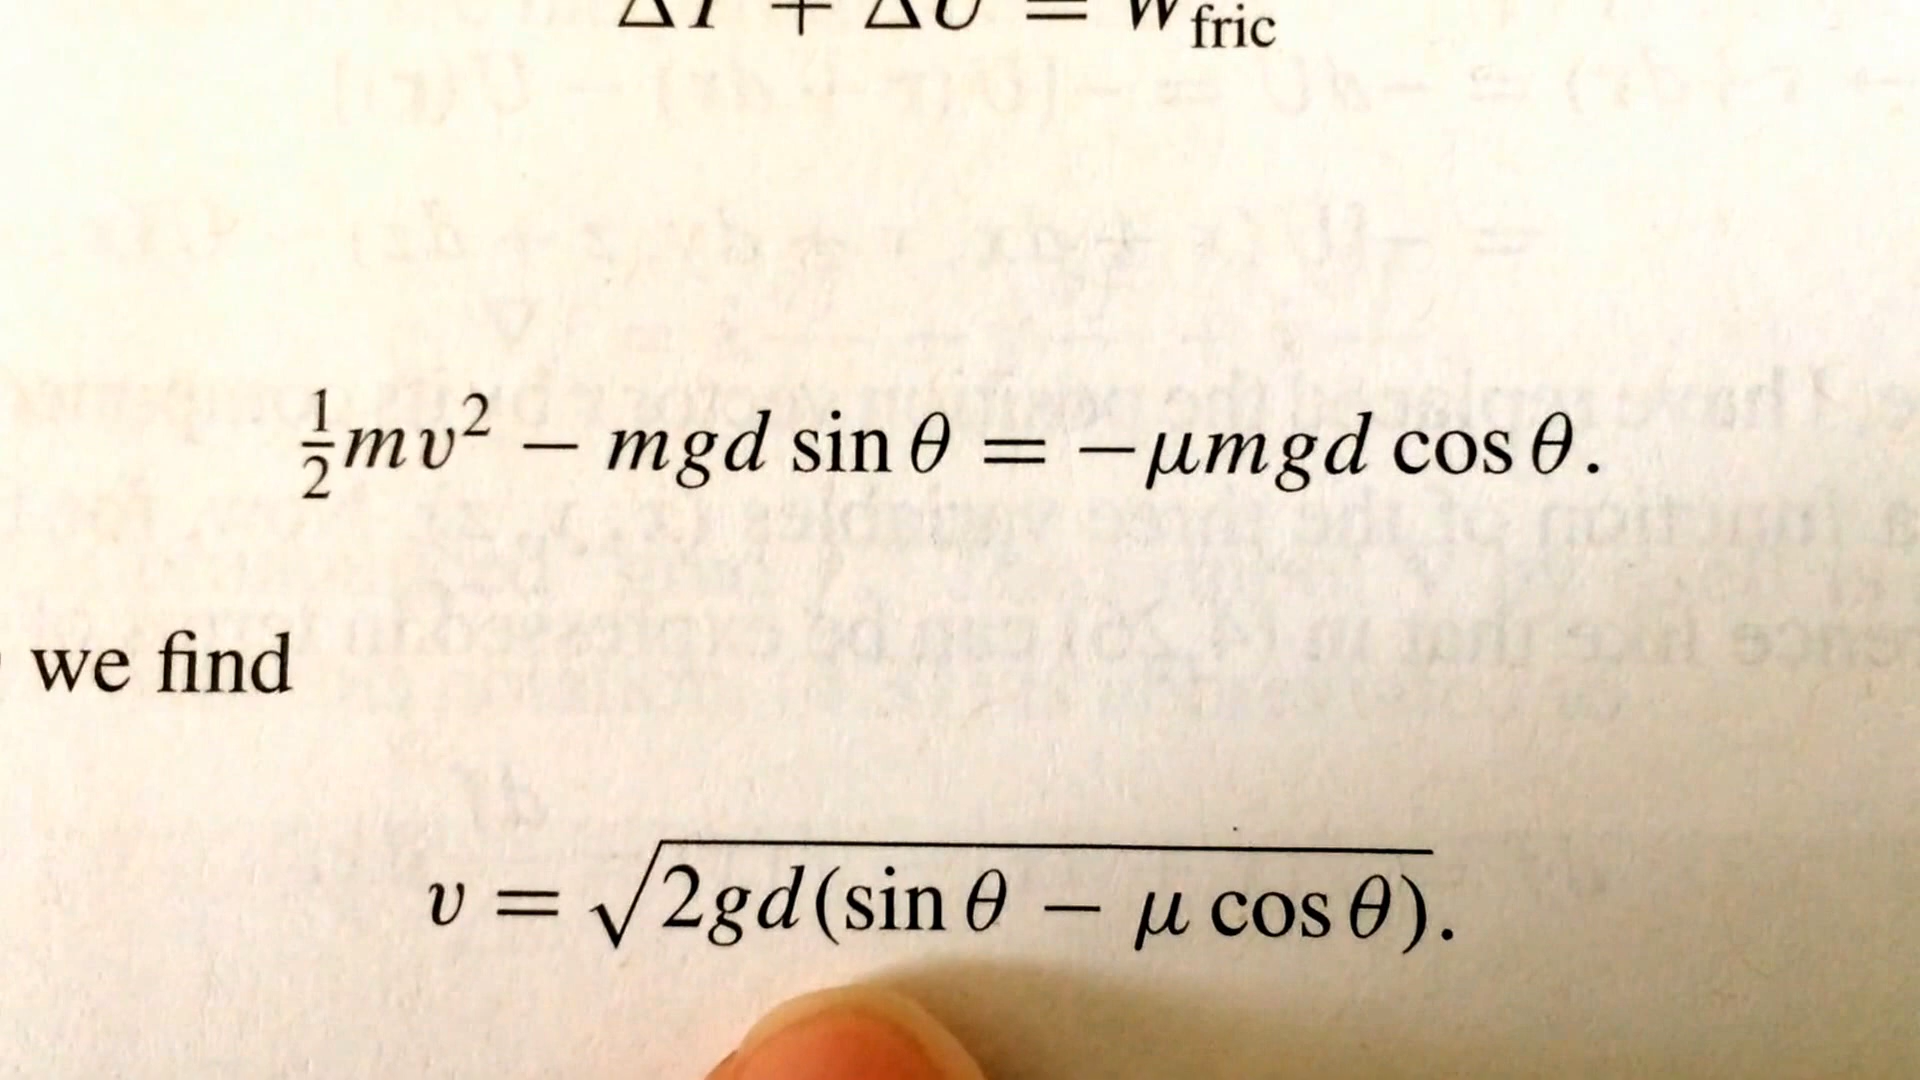 ΔT + ΔU = W_fric
½mv² − mgd sin θ = −μmgd cos θ.
we find
v = √(2gd(sin θ − μ cos θ)).